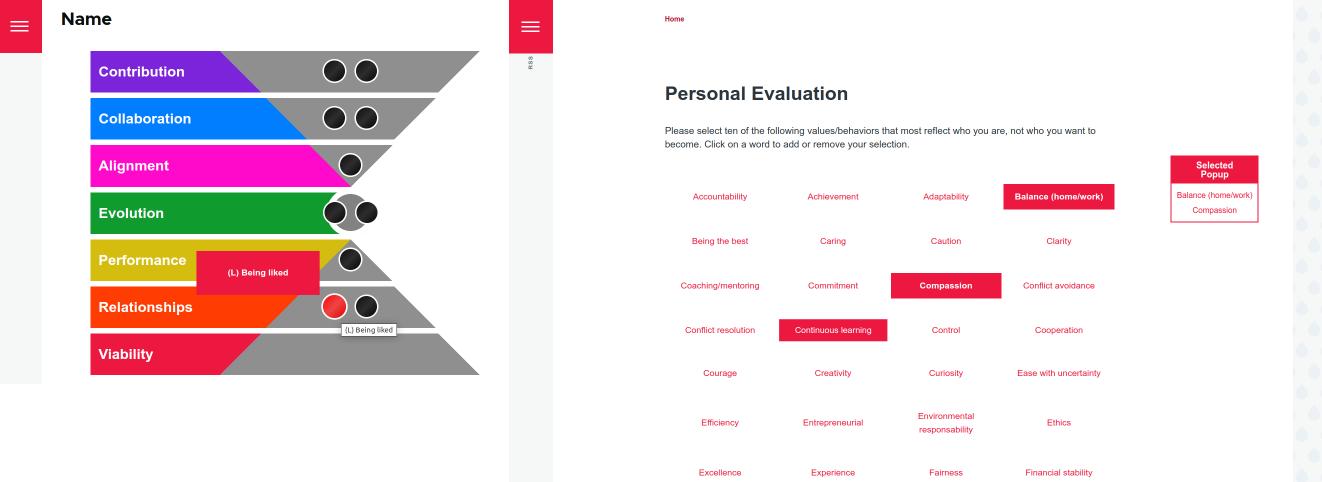 Name
Contribution
Collaboration
Alignment
Evolution
Performance
(L) Being liked
Relationships
(L) Being liked
Viability
RSS
Home
Personal Evaluation
Please select ten of the following values/behaviors that most reflect who you are, not who you want to
become. Click on a word to add or remove your selection.
Selected
Popup
Balance (home/work)
Compassion
Accountability Achievement Adaptability Balance (home/work)
Being the best Caring Caution Clarity
Coaching/mentoring Commitment Compassion Conflict avoidance
Conflict resolution Continuous learning Control Cooperation
Courage Creativity Curiosity Ease with uncertainty
Efficiency Entrepreneurial Environmental
responsability Ethics
Excellence Experience Fairness Financial stability